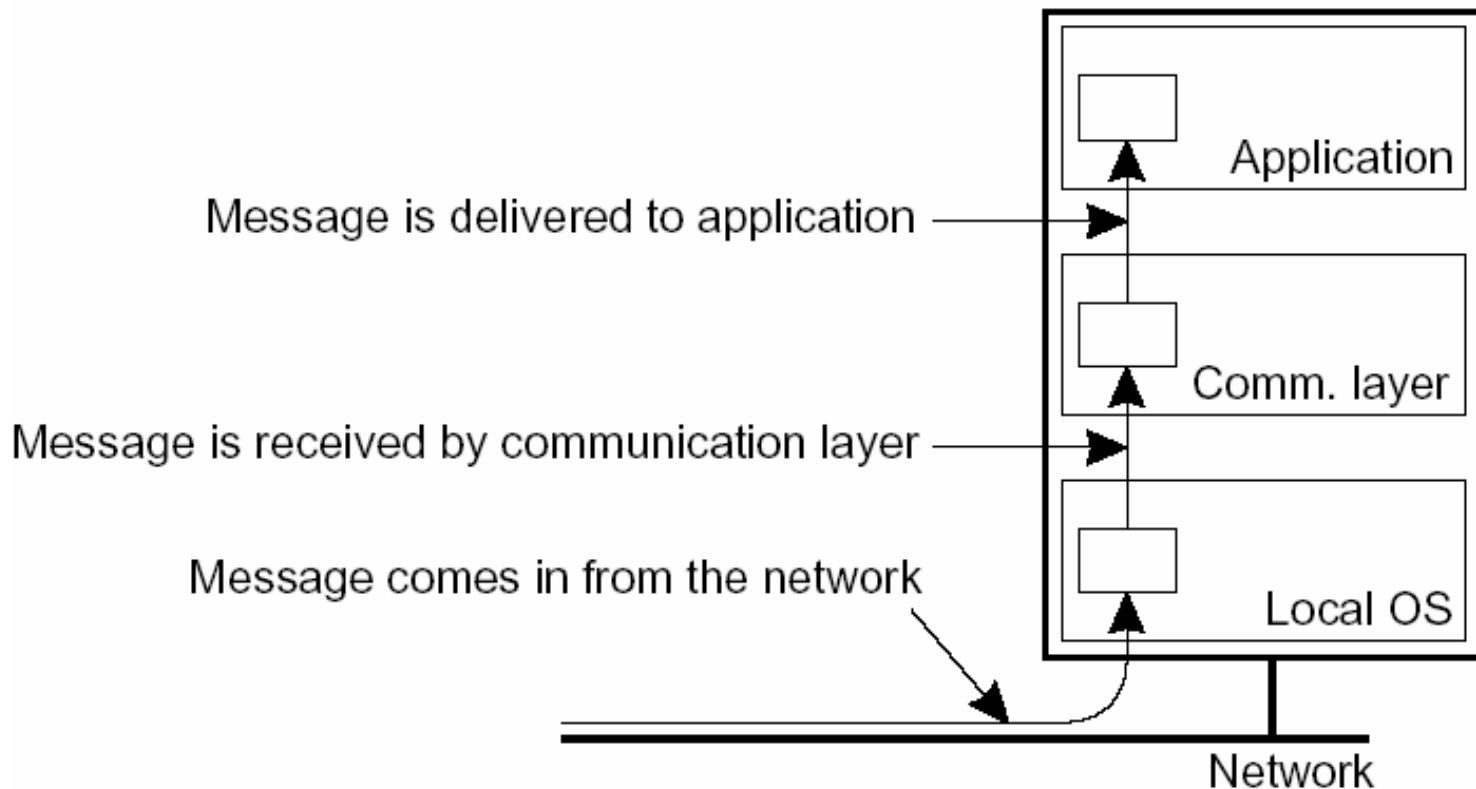 Application
Message is delivered to application
Comm. layer
Message is received by communication layer
Message comes in from the network
Local OS
Network